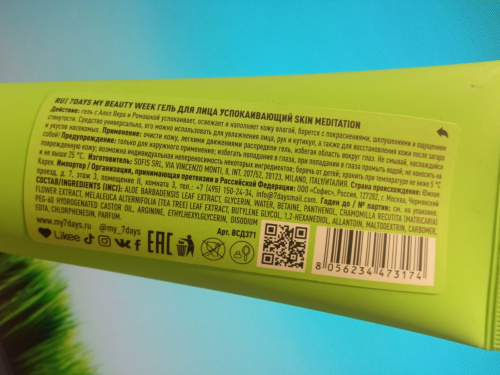 RU| 7DAYS MY BEAUTY WEEK ГЕЛЬ ДЛЯ ЛИЦА УСПОКАИВАЮЩИЙ SKIN MEDITATION
Действие: гель с Алоэ Вера и Ромашкой успокаивает, освежает и наполняет кожу влагой, борется с покраснениями, шелушением и ощущением
стянутости. Средство универсально, его можно использовать для увлажнения лица, рук и кутикул, а также для восстановления кожи после загара
и укусов насекомых. Применение: очисти кожу, легкими движениями распредели гель, избегая область вокруг глаз. Не смывай, наслаждайся
собой! Предупреждение: только для наружного применения, избегать попадания в глаза, при попадании в глаза промыть водой; не наносить на
поврежденную кожу; возможна индивидуальная непереносимость некоторых ингредиентов; беречь от детей; хранить при температуре не ниже 5 °C
и не выше 25 °C. Изготовитель: SOFIS SRL, VIA VINCENZO MONTI, 8, INT, 207/52, 20123, MILANO, ITALY/ИТАЛИЯ. Страна происхождения: Южная
Корея. Импортер / Организация, принимающая претензии в Российской Федерации: ООО «Софис», Россия, 127282, г. Москва, Чермянский
проезд, д. 7, этаж 3, помещение II, комната 3, тел.: +7 (495) 150-24-34, info@7daysmail.com. Годен до / № партии: см. на упаковке.
СОСТАВ/INGREDIENTS (INCI): ALOE BARBADENSIS LEAF EXTRACT, GLYCERIN, WATER, BETAINE, PANTHENOL, CHAMOMILLA RECUTITA (MATRICARIA)
FLOWER EXTRACT, MELALEUCA ALTERNIFOLIA (TEA TREE) LEAF EXTRACT, BUTYLENE GLYCOL, 1,2-HEXANEDIOL, ALLANTOIN, MALTODEXTRIN, CARBOMER,
PEG-60 HYDROGENATED CASTOR OIL, ARGININE, ETHYLHEXYLGLYCERIN, DISODIUM
EDTA, CHLORPHENESIN, PARFUM.
www.my7days.ru @my_7days
Likee EAC
Арт. ВСД371
8 056234 473174